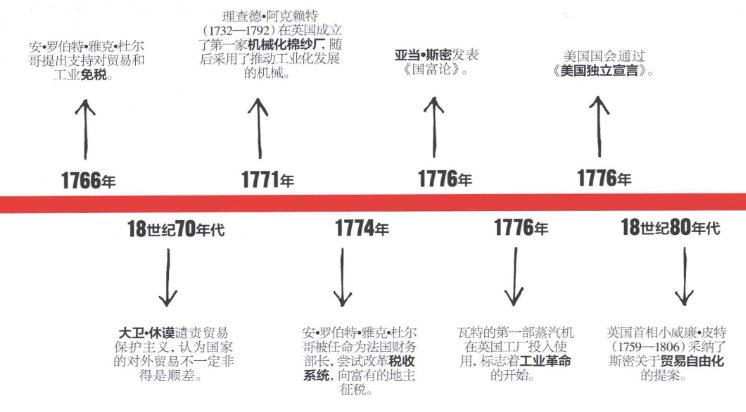 安•罗伯特•雅克•杜尔
哥提出支持对贸易和
工业免税。
理查德•阿克赖特
(1732—1792)在英国成立
了第一家机械化棉纱厂,随
后采用了推动工业化发展
的机械。
亚当•斯密发表
《国富论》。
美国国会通过
《美国独立宣言》。
1766年
1771年
1776年
1776年
18世纪70年代
1774年
1776年
18世纪80年代
大卫•休谟谴责贸易
保护主义,认为国家
的对外贸易不一定非
得是顺差。
安•罗伯特•雅克•杜尔
哥被任命为法国财务
部长,尝试改革税收
系统,向富有的地主
征税。
瓦特的第一部蒸汽机
在英国工厂投入使
用,标志着工业革命
的开始。
英国首相小威廉•皮特
(1759—1806)采纳了
斯密关于贸易自由化
的提案。